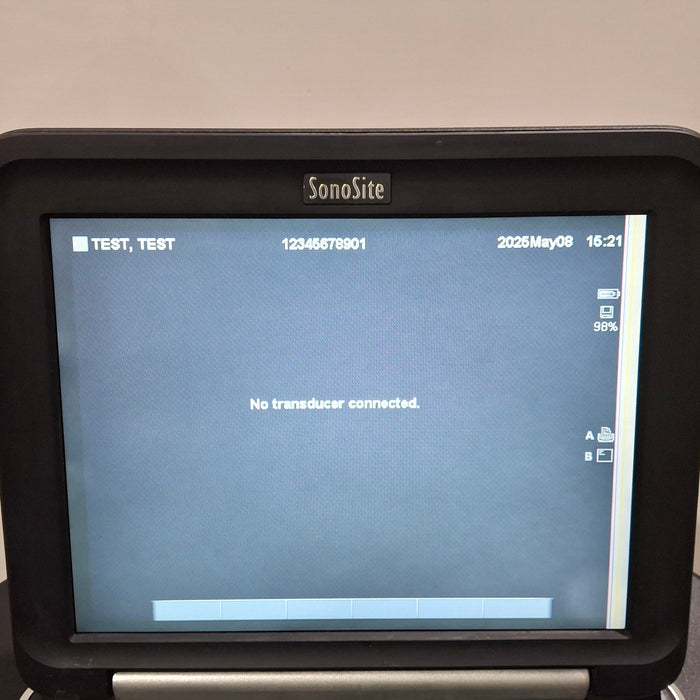 SonoSite
TEST, TEST 12345678901 2025May08 15:21
98%
No transducer connected.
A
B